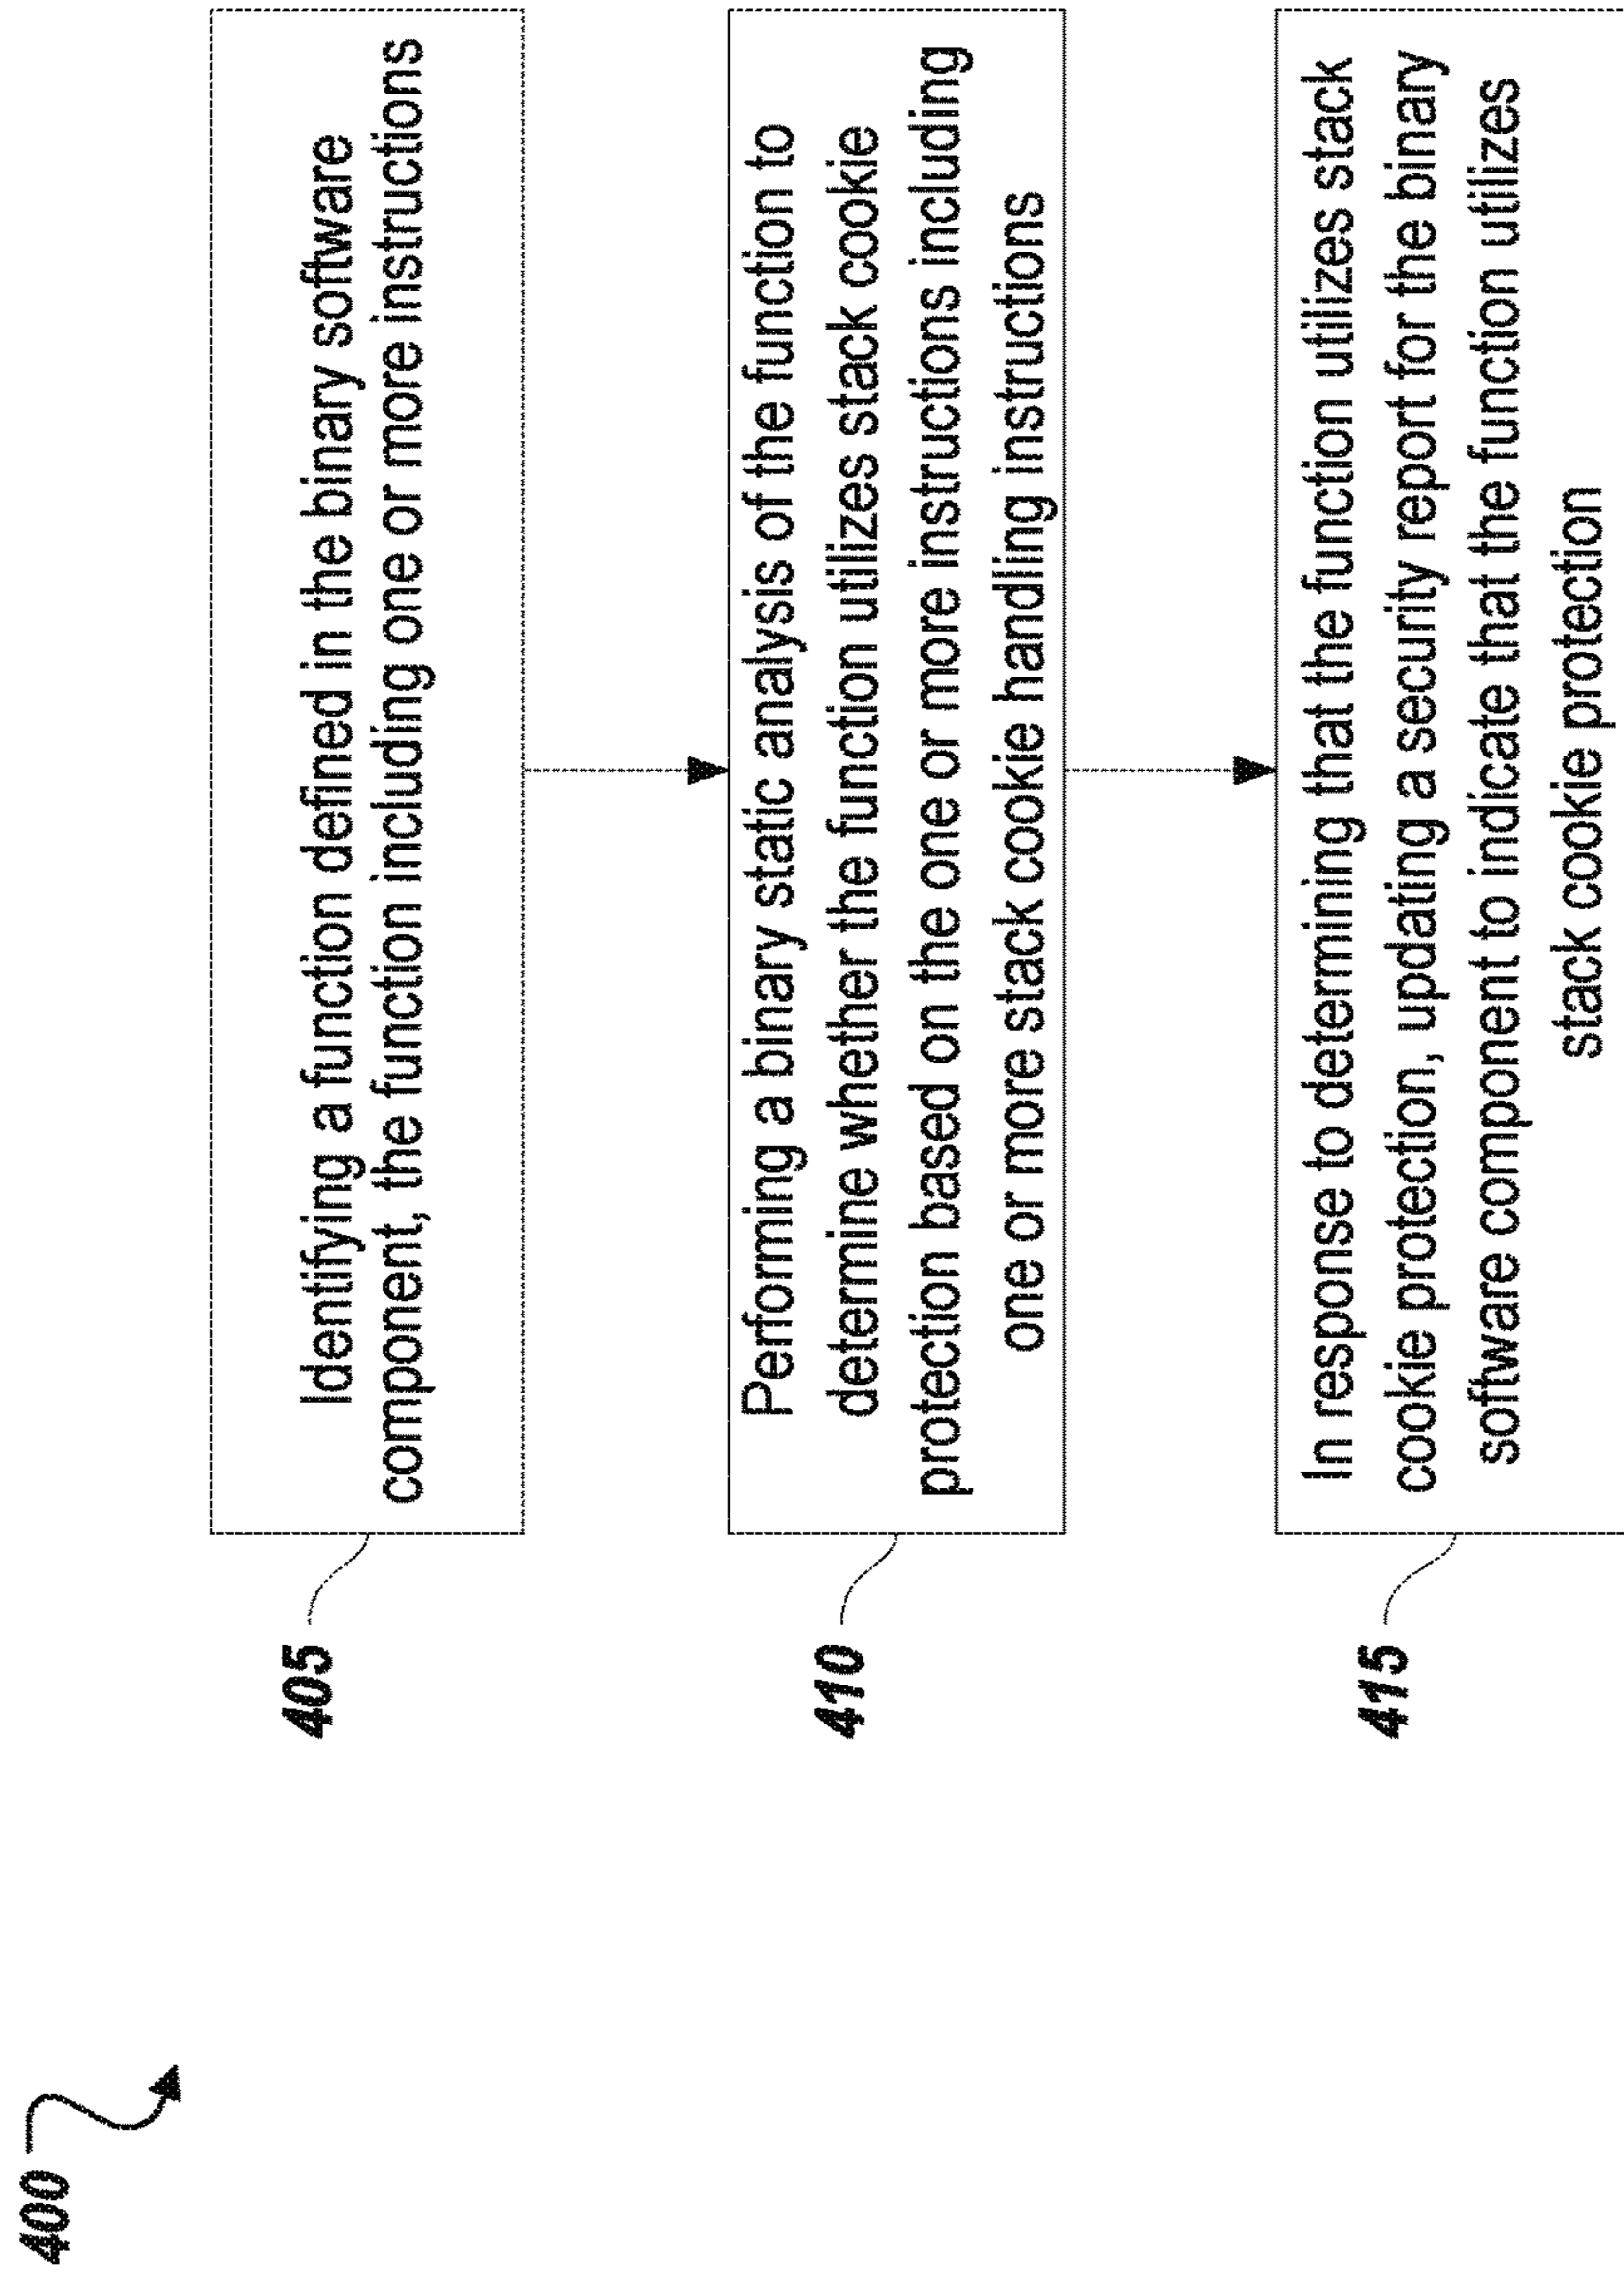 400
405
Identifying a function defined in the binary software
component, the function including one or more instructions
410
Performing a binary static analysis of the function to
determine whether the function utilizes stack cookie
protection based on the one or more instructions including
one or more stack cookie handling instructions
415
In response to determining that the function utilizes stack
cookie protection, updating a security report for the binary
software component to indicate that the function utilizes
stack cookie protection